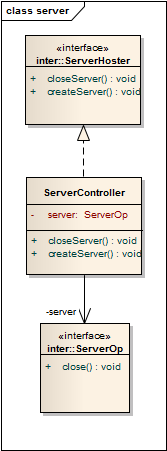 class server
«interface»
inter::ServerHoster
+ closeServer() : void
+ createServer() : void
ServerController
- server: ServerOp
+ closeServer() : void
+ createServer() : void
-server
«interface»
inter::ServerOp
+ close() : void